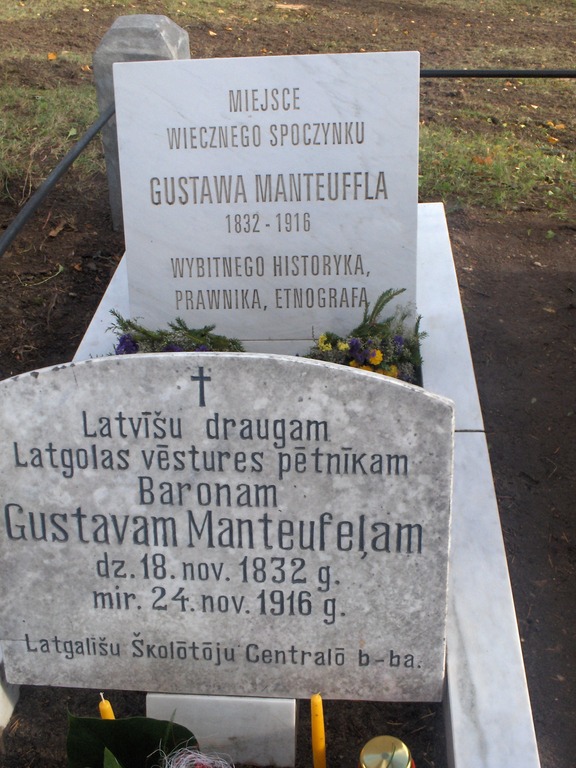 MIEJSCE
WIECZNEGO SPOCZYNKU
GUSTAWA MANTEUFFLA
1832 - 1916
WYBITNEGO HISTORYKA,
PRAWNIKA, ETNOGRAFA
Latvīšu draugam
Latgolas vēstures pētnīkam
Baronam
Gustavam Manteufeļam
dz. 18. nov. 1832 g.
mir. 24. nov. 1916 g.
Latgalīšu Školōtōju Centralō b-ba.